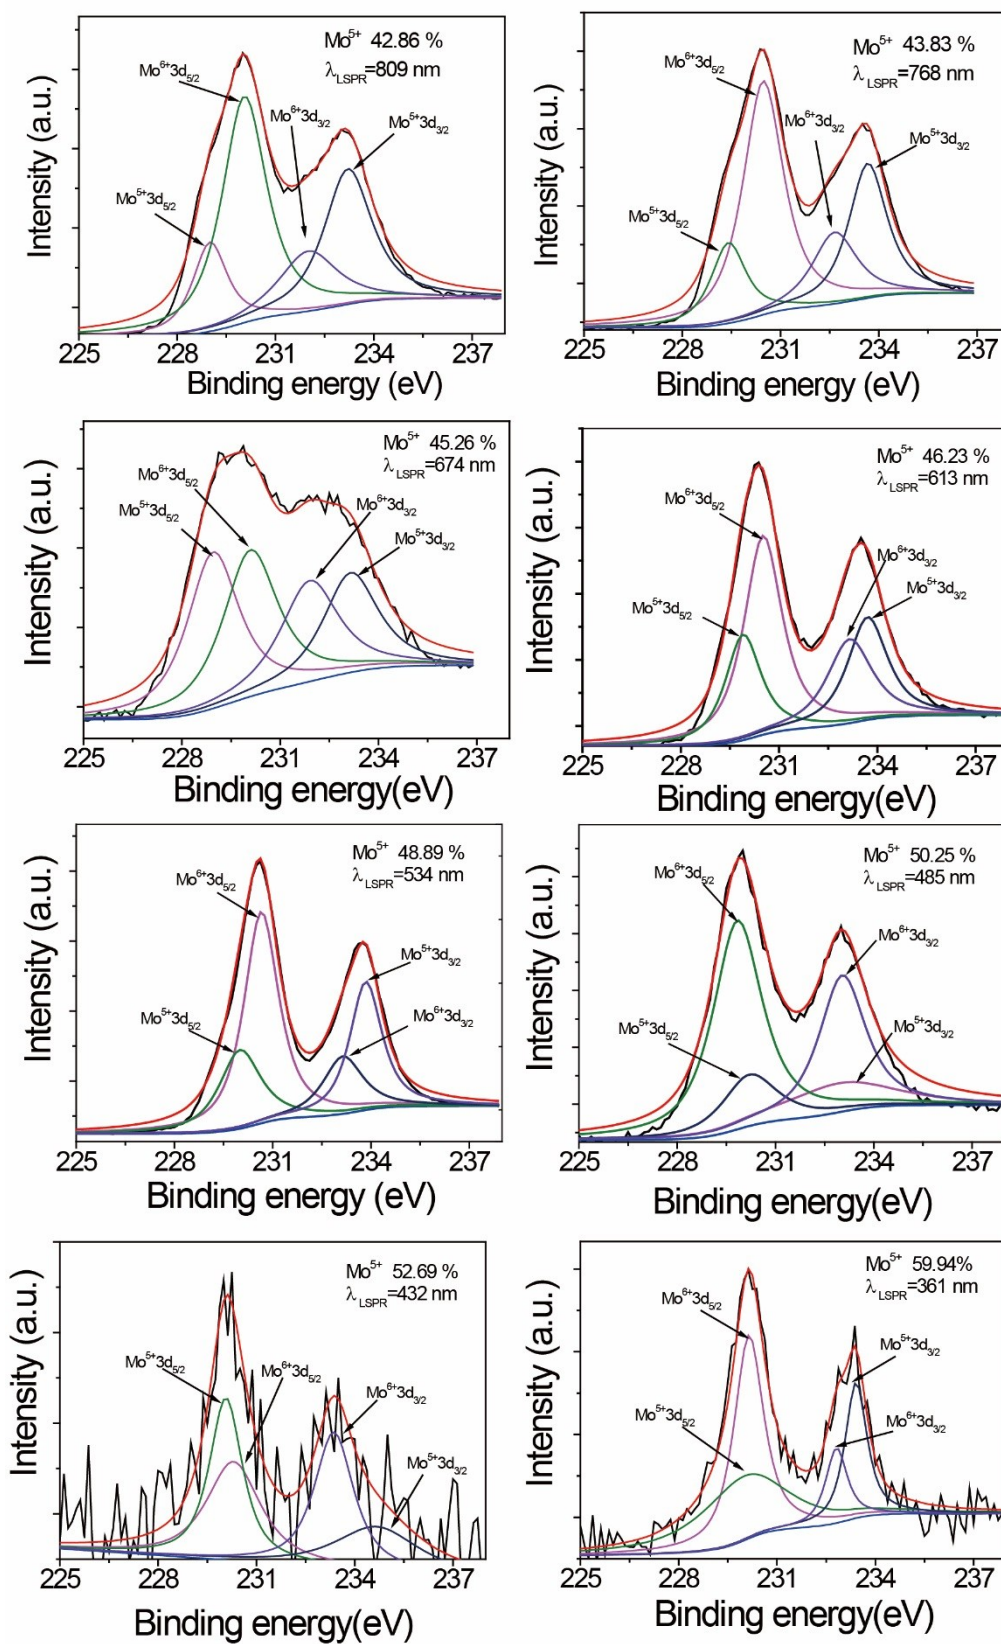 Mo⁵⁺ 42.86 %
λ_LSPR=809 nm
Mo⁶⁺3d₅/₂
Mo⁶⁺3d₃/₂
Mo⁵⁺3d₃/₂
Mo⁵⁺3d₅/₂
Intensity (a.u.)
225 228 231 234 237
Binding energy (eV)
Mo⁵⁺ 43.83 %
λ_LSPR=768 nm
Mo⁶⁺3d₅/₂
Mo⁶⁺3d₃/₂
Mo⁵⁺3d₃/₂
Mo⁵⁺3d₅/₂
Intensity (a.u.)
225 228 231 234 237
Binding energy (eV)
Mo⁵⁺ 45.26 %
λ_LSPR=674 nm
Mo⁶⁺3d₅/₂
Mo⁵⁺3d₅/₂
Mo⁶⁺3d₃/₂
Mo⁵⁺3d₃/₂
Intensity (a.u.)
225 228 231 234 237
Binding energy(eV)
Mo⁵⁺ 46.23 %
λ_LSPR=613 nm
Mo⁶⁺3d₅/₂
Mo⁶⁺3d₃/₂
Mo⁵⁺3d₃/₂
Mo⁵⁺3d₅/₂
Intensity (a.u.)
225 228 231 234 237
Binding energy(eV)
Mo⁵⁺ 48.89 %
λ_LSPR=534 nm
Mo⁶⁺3d₅/₂
Mo⁵⁺3d₃/₂
Mo⁶⁺3d₃/₂
Mo⁵⁺3d₅/₂
Intensity (a.u.)
225 228 231 234 237
Binding energy (eV)
Mo⁵⁺ 50.25 %
λ_LSPR=485 nm
Mo⁶⁺3d₅/₂
Mo⁶⁺3d₃/₂
Mo⁵⁺3d₃/₂
Mo⁵⁺3d₅/₂
Intensity (a.u.)
225 228 231 234 237
Binding energy(eV)
Mo⁵⁺ 52.69 %
λ_LSPR=432 nm
Mo⁵⁺3d₅/₂
Mo⁶⁺3d₅/₂
Mo⁶⁺3d₃/₂
Mo⁵⁺3d₃/₂
Intensity (a.u.)
225 228 231 234 237
Binding energy (eV)
Mo⁵⁺ 59.94%
λ_LSPR=361 nm
Mo⁶⁺3d₅/₂
Mo⁵⁺3d₃/₂
Mo⁵⁺3d₅/₂
Mo⁶⁺3d₃/₂
Intensity (a.u.)
225 228 231 234 237
Binding energy(eV)